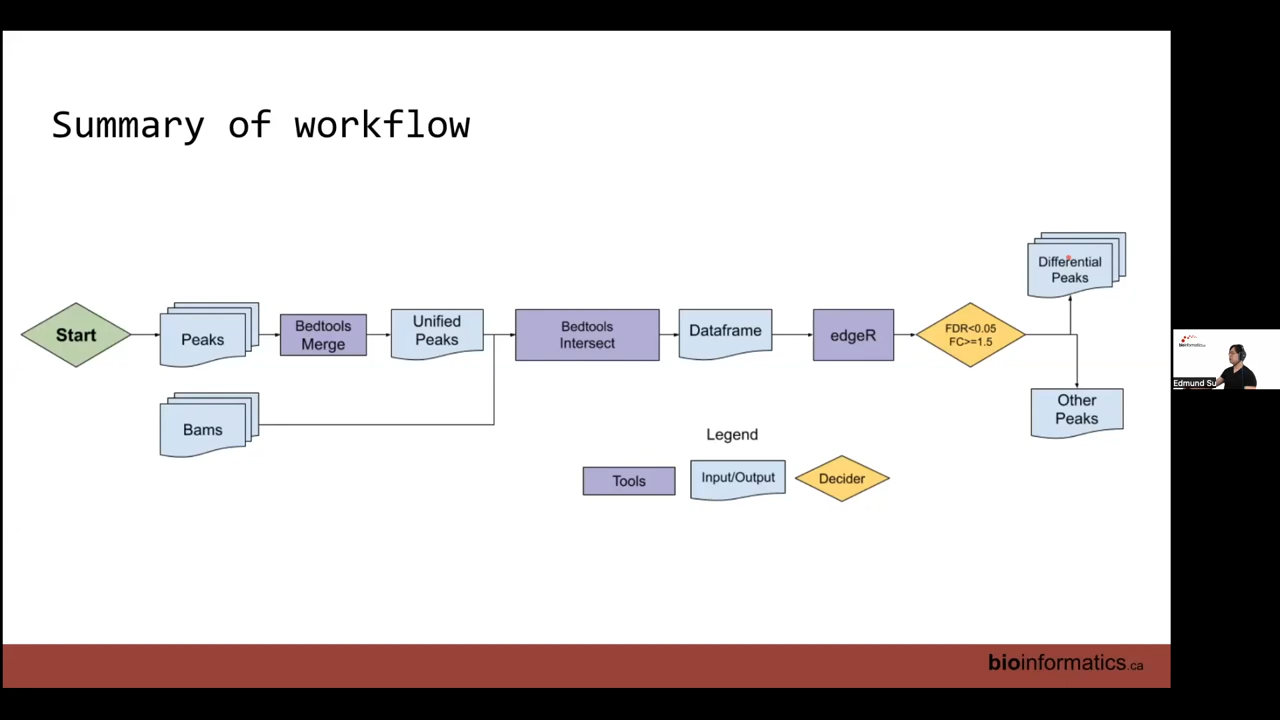 Summary of workflow
Differential
Peaks
Start
Peaks
Bedtools
Merge
Unified
Peaks
Bedtools
Intersect
Dataframe
edgeR
FDR<0.05
FC>=1.5
Bams
Other
Peaks
Legend
Tools
Input/Output
Decider
bioinformatics.ca
Edmund Su